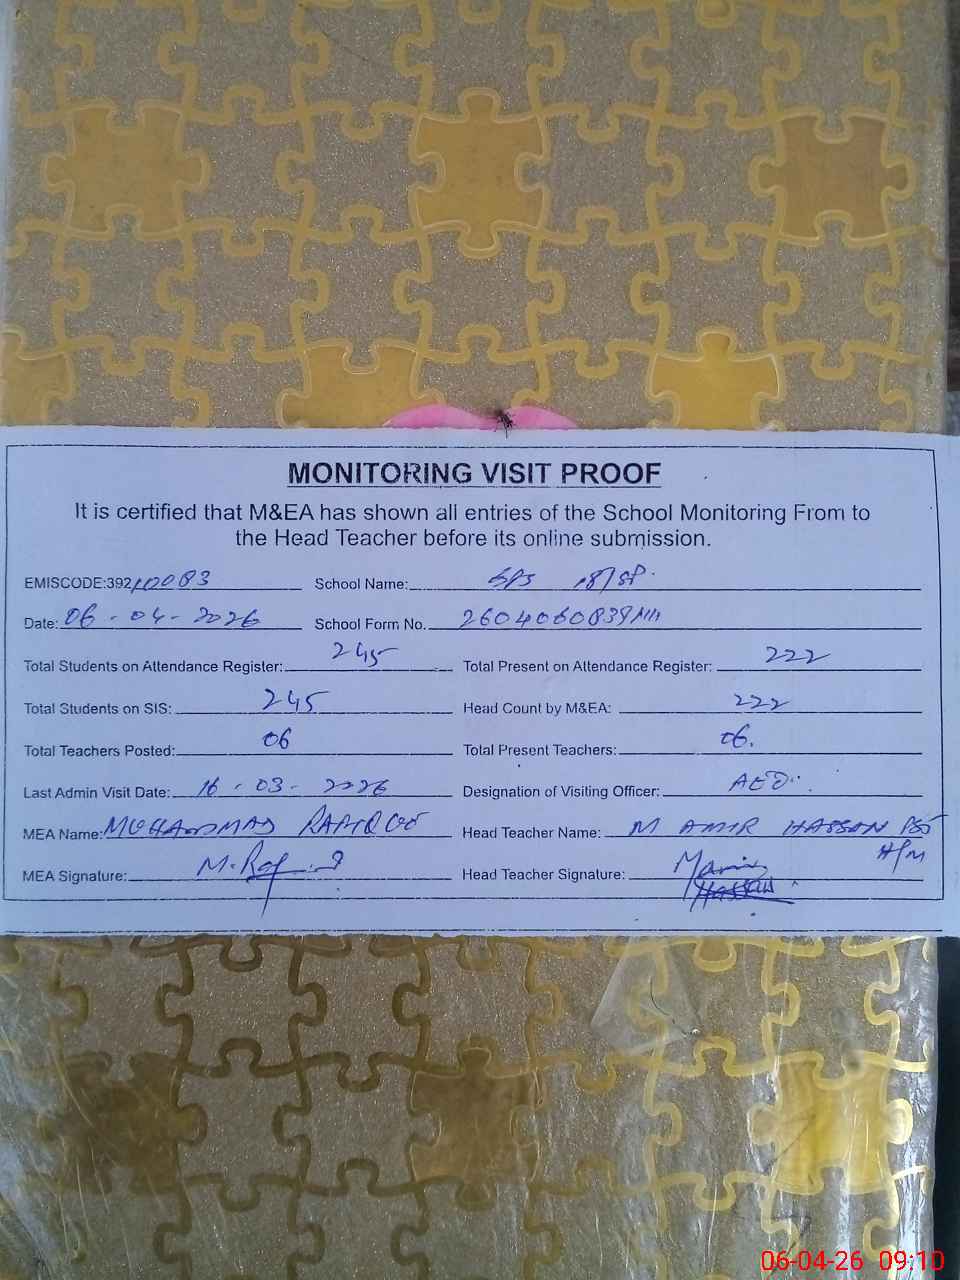 MONITORING VISIT PROOF
It is certified that M&EA has shown all entries of the School Monitoring From to
the Head Teacher before its online submission.
EMISCODE:39210083 School Name: GPS 187SP.
Date: 06-04-2026 School Form No. 2604060839MH
Total Students on Attendance Register: 245 Total Present on Attendance Register: 222
Total Students on SIS: 245 Head Count by M&EA: 222
Total Teachers Posted: 06 Total Present Teachers: 06.
Last Admin Visit Date: 16-03-2026 Designation of Visiting Officer: AEO
MEA Name: MUHAMMAD RAFIQUE Head Teacher Name: M AMIR HASSAN PST
H/M
MEA Signature: Head Teacher Signature: Hassan
06-04-26 09:10